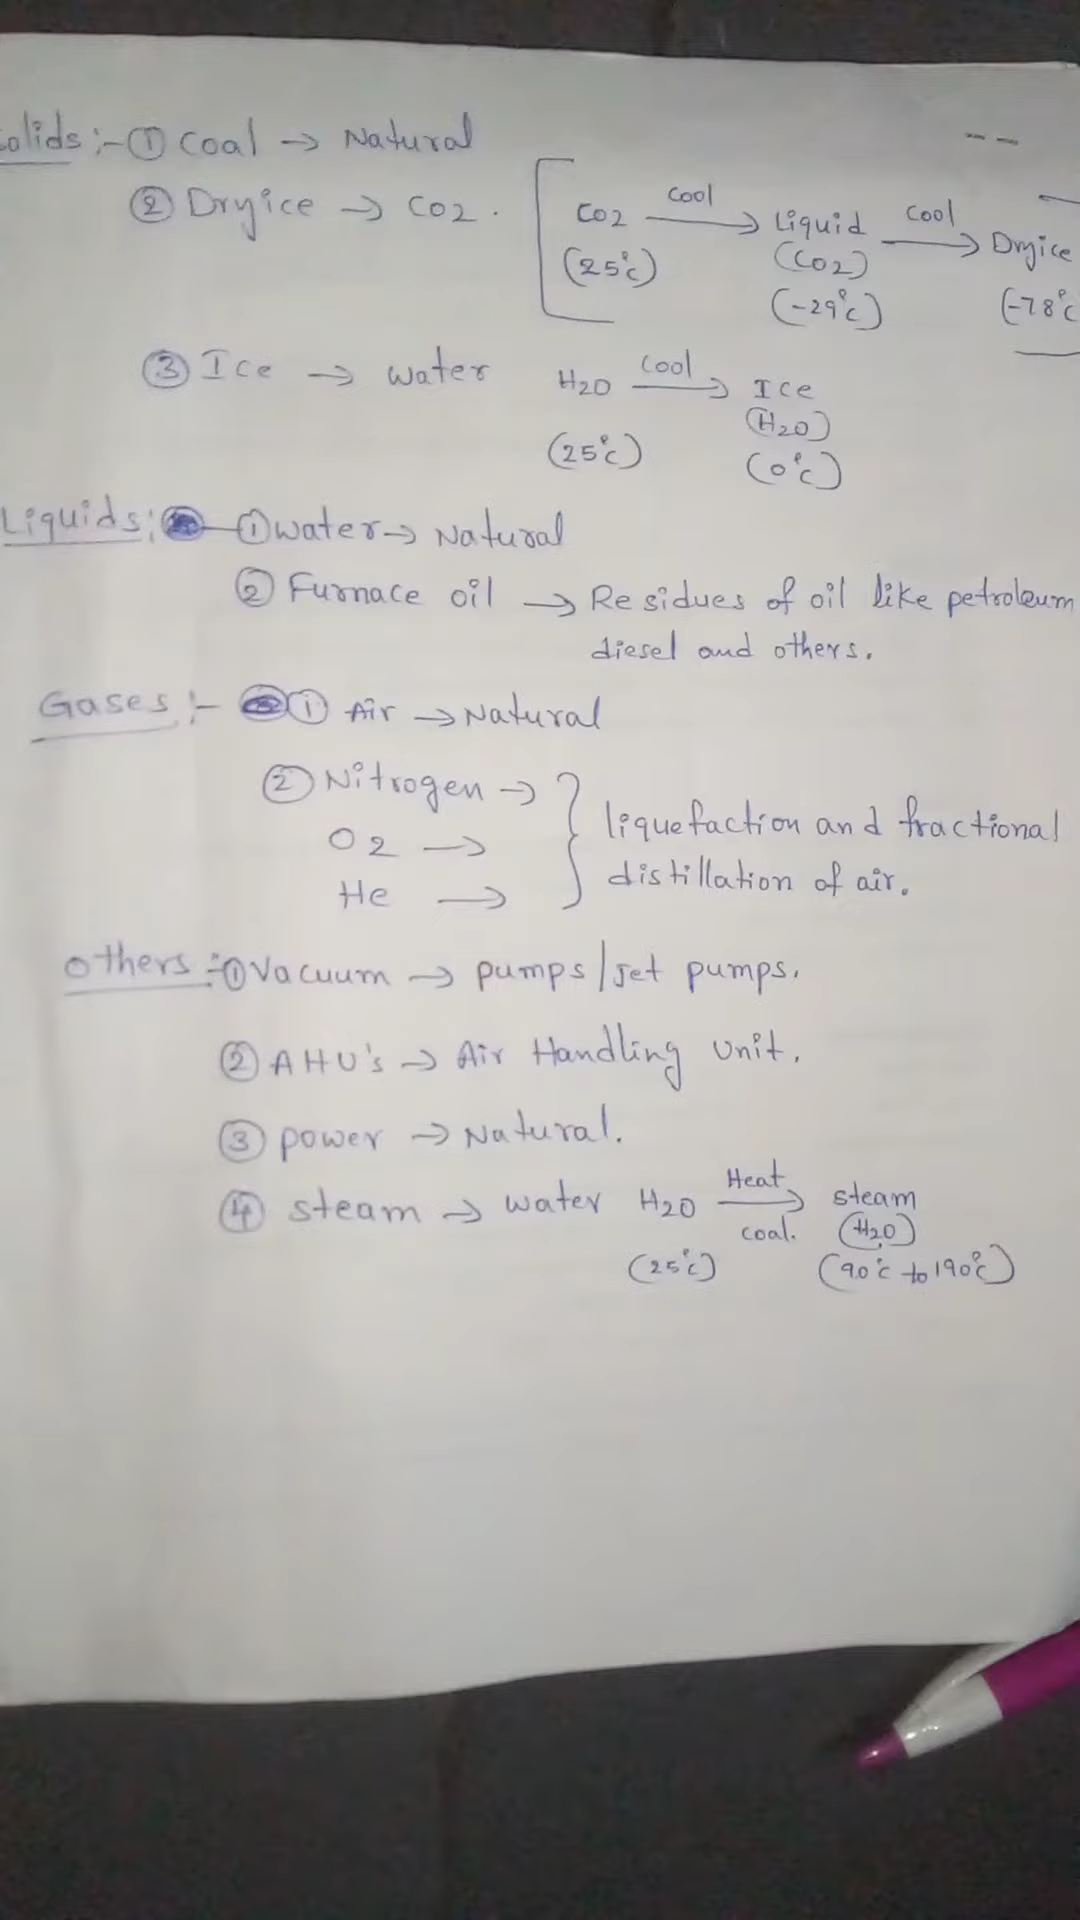 olids :- ① Coal → Natural
② Dryice → CO2.
CO2 cool → Liquid cool → Dryice
(25°c) (CO2)
(-29°c) (-78°c
③ Ice → water H2O cool → Ice
(H2O)
(25°c) (0°c)
Liquids: ① water → Natural
② Furnace oil → Residues of oil like petroleum
diesel and others.
Gases :- ① Air → Natural
② Nitrogen →
O2 →
He →
} liquefaction and fractional
distillation of air.
Others :- ① Vacuum → pumps/jet pumps.
② AHU's → Air Handling Unit.
③ power → Natural.
④ steam → water H2O Heat → steam
coal. (H2O)
(25°c) (90°c to 190°c)